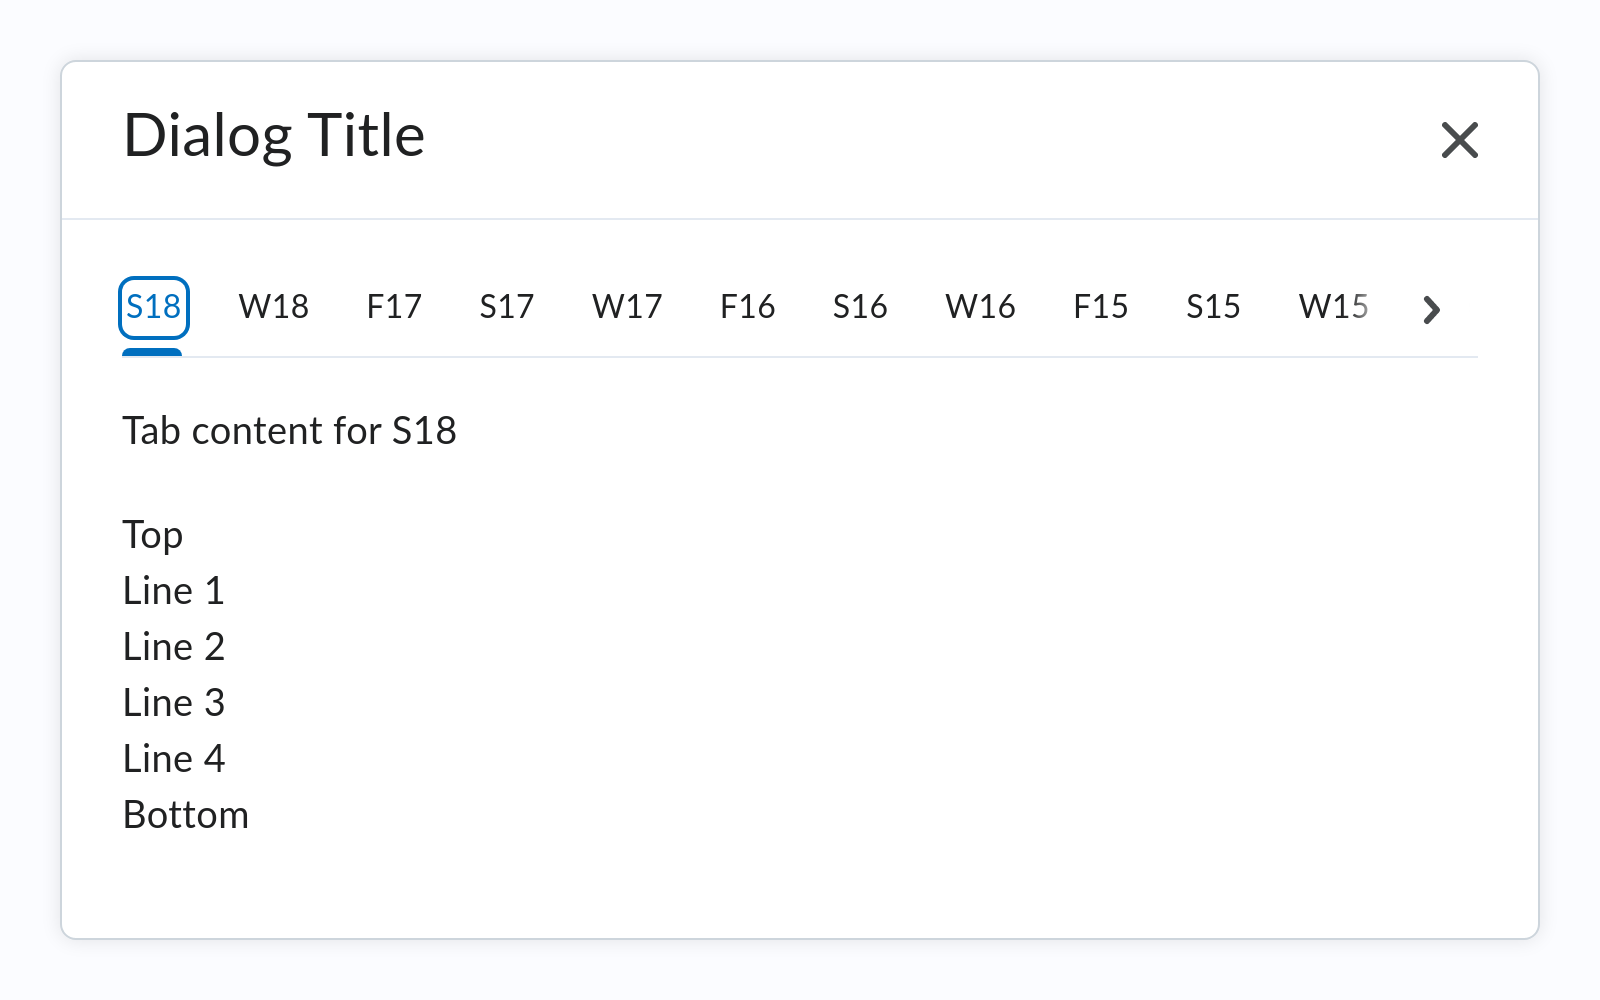 Dialog Title
S18 W18 F17 S17 W17 F16 S16 W16 F15 S15 W15
Tab content for S18
Top
Line 1
Line 2
Line 3
Line 4
Bottom